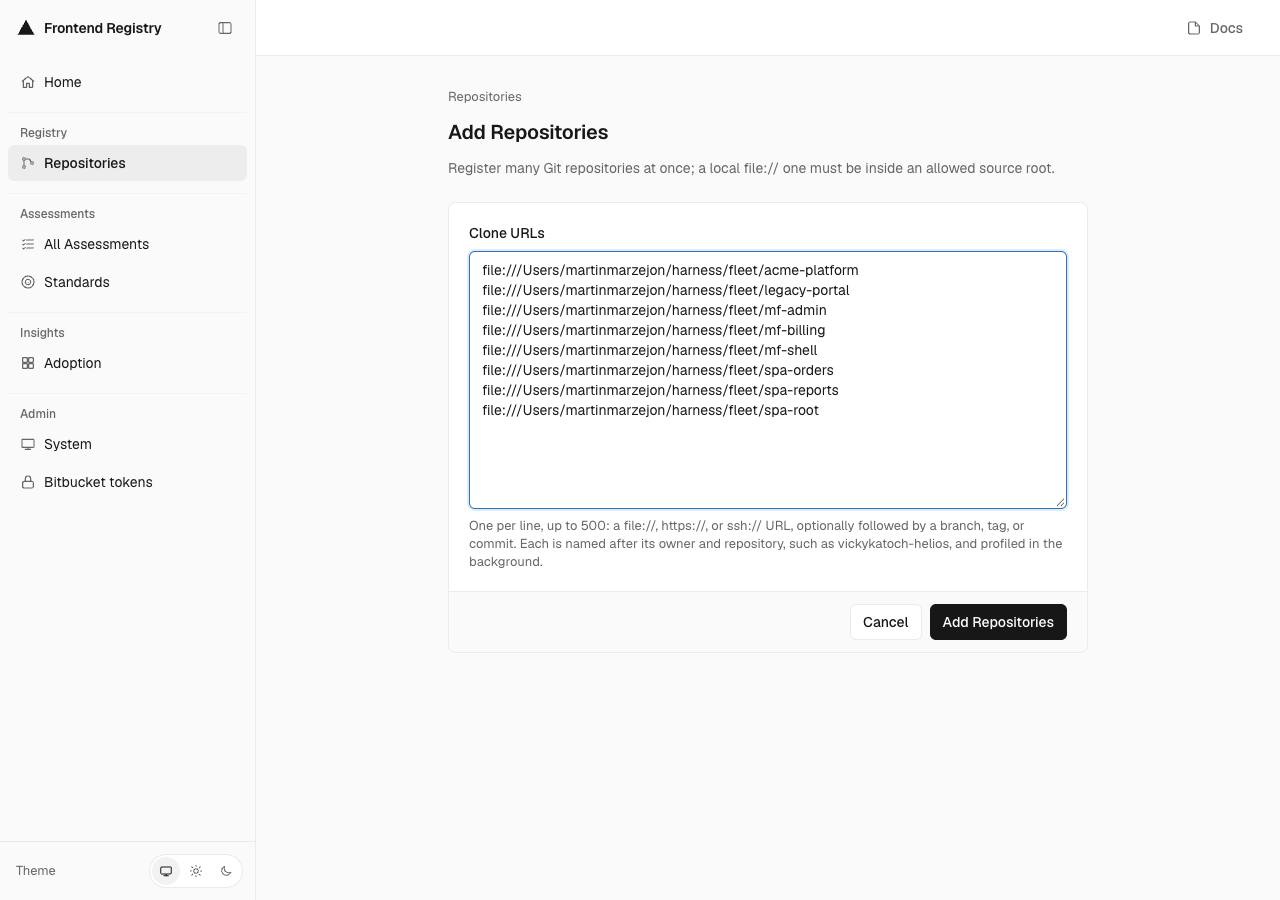 Frontend Registry
Docs
Home
Registry
Repositories
Assessments
All Assessments
Standards
Insights
Adoption
Admin
System
Bitbucket tokens
Theme
Repositories
Add Repositories
Register many Git repositories at once; a local file:// one must be inside an allowed source root.
Clone URLs
file:///Users/martinmarzejon/harness/fleet/acme-platform
file:///Users/martinmarzejon/harness/fleet/legacy-portal
file:///Users/martinmarzejon/harness/fleet/mf-admin
file:///Users/martinmarzejon/harness/fleet/mf-billing
file:///Users/martinmarzejon/harness/fleet/mf-shell
file:///Users/martinmarzejon/harness/fleet/spa-orders
file:///Users/martinmarzejon/harness/fleet/spa-reports
file:///Users/martinmarzejon/harness/fleet/spa-root
One per line, up to 500: a file://, https://, or ssh:// URL, optionally followed by a branch, tag, or
commit. Each is named after its owner and repository, such as vickykatoch-helios, and profiled in the
background.
Cancel
Add Repositories